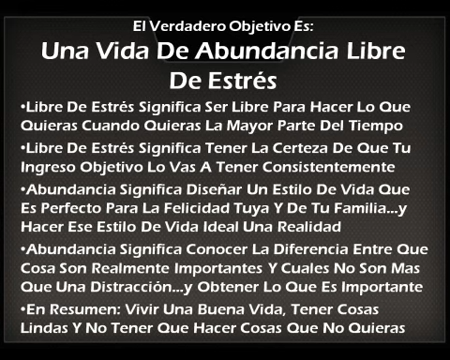 El Verdadero Objetivo Es:
Una Vida De Abundancia Libre
De Estrés
•Libre De Estrés Significa Ser Libre Para Hacer Lo Que
Quieras Cuando Quieras La Mayor Parte Del Tiempo
•Libre De Estrés Significa Tener La Certeza De Que Tu
Ingreso Objetivo Lo Vas A Tener Consistentemente
•Abundancia Significa Diseñar Un Estilo De Vida Que
Es Perfecto Para La Felicidad Tuya Y De Tu Familia...y
Hacer Ese Estilo De Vida Ideal Una Realidad
•Abundancia Significa Conocer La Diferencia Entre Que
Cosa Son Realmente Importantes Y Cuales No Son Mas
Que Una Distracción...y Obtener Lo Que Es Importante
•En Resumen: Vivir Una Buena Vida, Tener Cosas
Lindas Y No Tener Que Hacer Cosas Que No Quieras